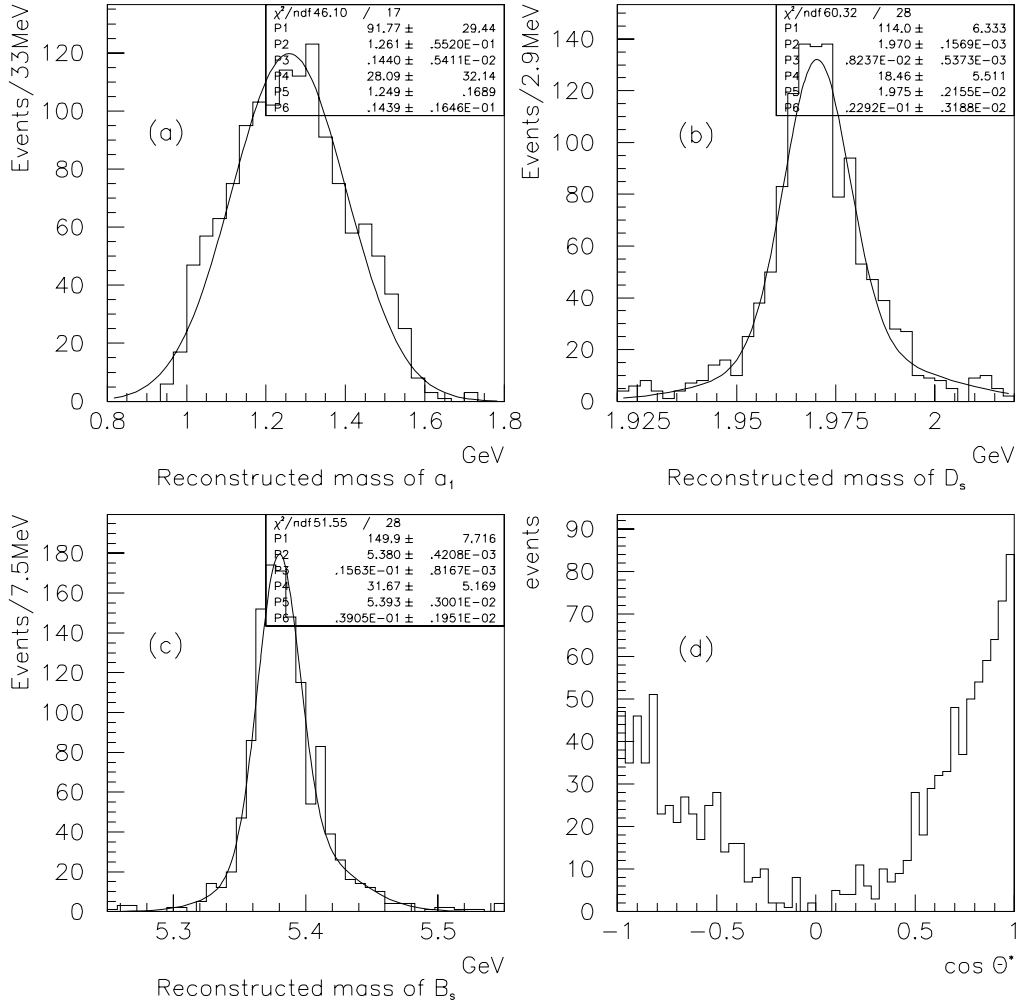 Events/33MeV
120
100
80
60
40
20
0
χ²/ndf46.10 / 17
P1 91.77 ± 29.44
P2 1.261 ± .5520E-01
P3 .1440 ± .5411E-02
P4 28.09 ± 32.14
P5 1.249 ± .1689
P6 .1439 ± .1646E-01
(a)
0.8 1 1.2 1.4 1.6 1.8
GeV
Reconstructed mass of a₁
Events/2.9MeV
140
120
100
80
60
40
20
0
χ²/ndf60.32 / 28
P1 114.0 ± 6.333
P2 1.970 ± .1569E-03
P3 .8237E-02 ± .5373E-03
P4 18.46 ± 5.511
P5 1.975 ± .2155E-02
P6 .2292E-01 ± .3188E-02
(b)
1.925 1.95 1.975 2
GeV
Reconstructed mass of Dₛ
Events/7.5MeV
180
160
140
120
100
80
60
40
20
0
χ²/ndf51.55 / 28
P1 149.9 ± 7.716
P2 5.380 ± .4208E-03
P3 .1563E-01 ± .8167E-03
P4 31.67 ± 5.169
P5 5.393 ± .3001E-02
P6 .3905E-01 ± .1951E-02
(c)
5.3 5.4 5.5
GeV
Reconstructed mass of Bₛ
events
90
80
70
60
50
40
30
20
10
0
(d)
-1 -0.5 0 0.5 1
cos Θ*